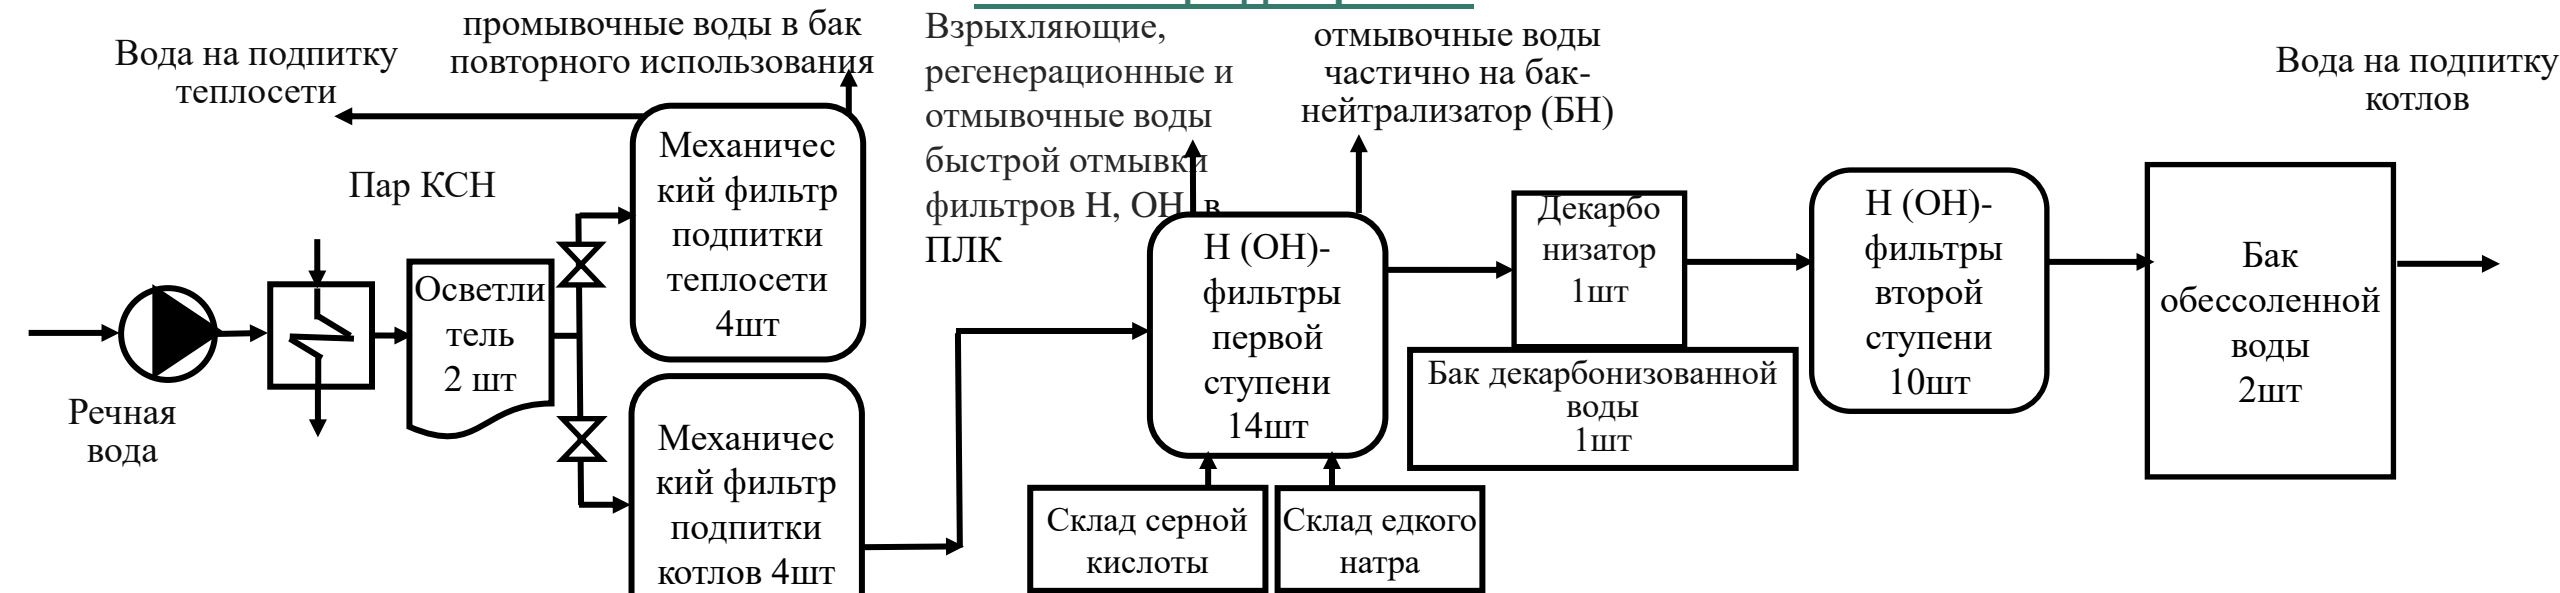 Вода на подпитку
теплосети
промывочные воды в бак
повторного использования
Взрыхляющие,
регенерационные и
отмывочные воды
быстрой отмывки
фильтров Н, ОН в
ПЛК
отмывочные воды
частично на бак-
нейтрализатор (БН)
Вода на подпитку
котлов
Пар КСН
Речная
вода
Осветли
тель
2 шт
Механичес
кий фильтр
подпитки
теплосети
4шт
Механичес
кий фильтр
подпитки
котлов 4шт
Н (ОН)-
фильтры
первой
ступени
14шт
Склад серной
кислоты
Склад едкого
натра
Декарбо
низатор
1шт
Бак декарбонизованной
воды
1шт
Н (ОН)-
фильтры
второй
ступени
10шт
Бак
обессоленной
воды
2шт